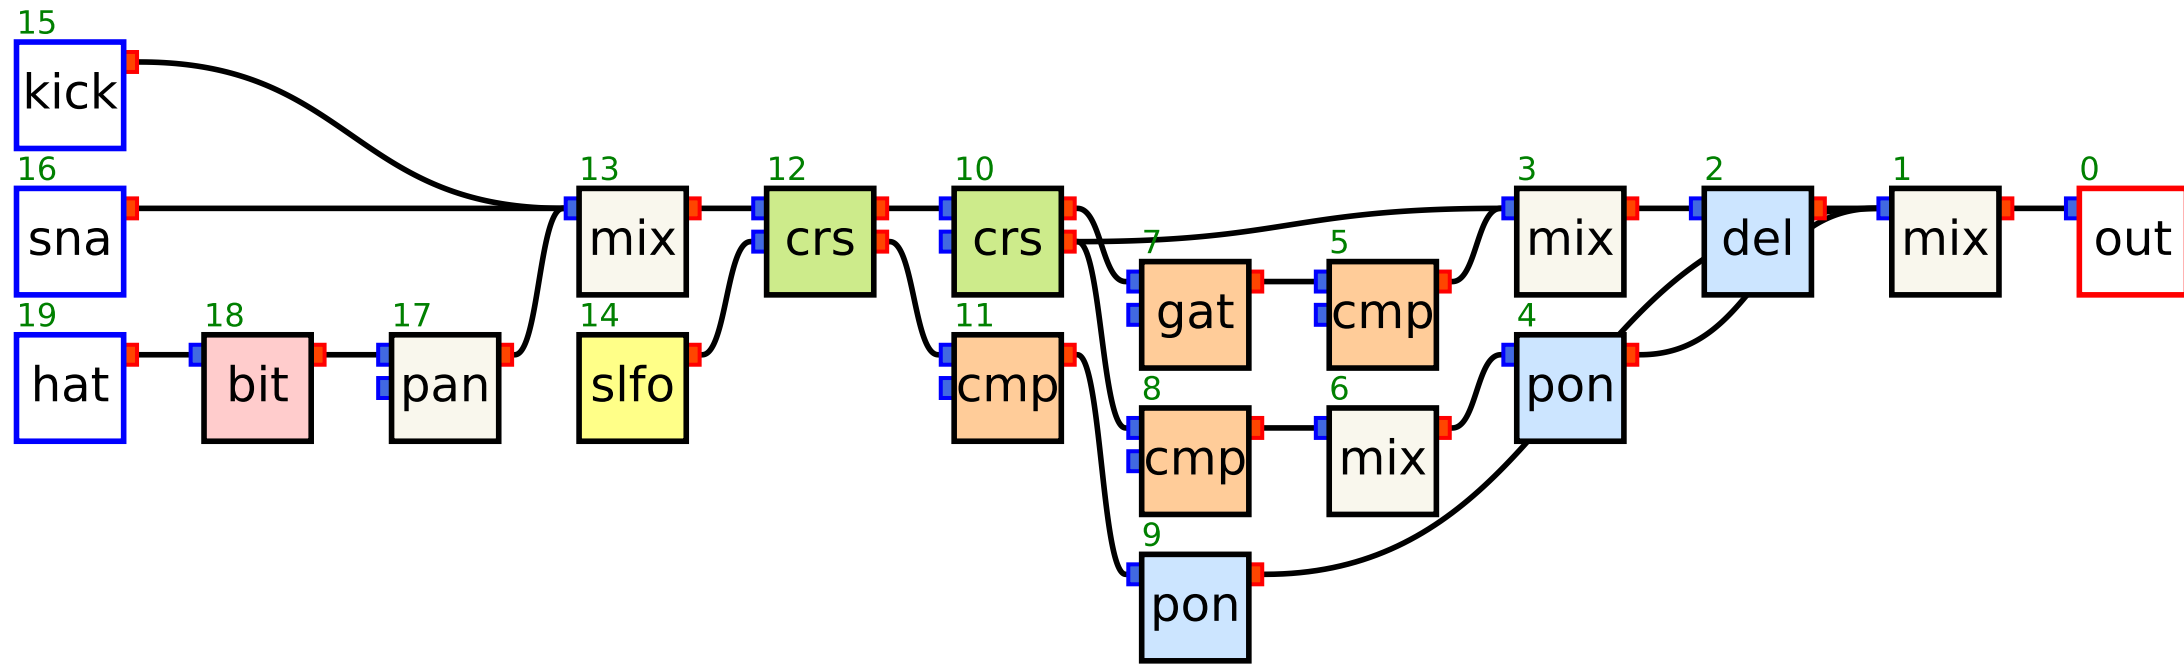 15
kick
16
sna
19
hat
18
bit
17
pan
13
mix
14
slfo
12
crs
10
crs
11
cmp
7
gat
8
cmp
9
pon
5
cmp
6
mix
3
mix
4
pon
2
del
1
mix
0
out